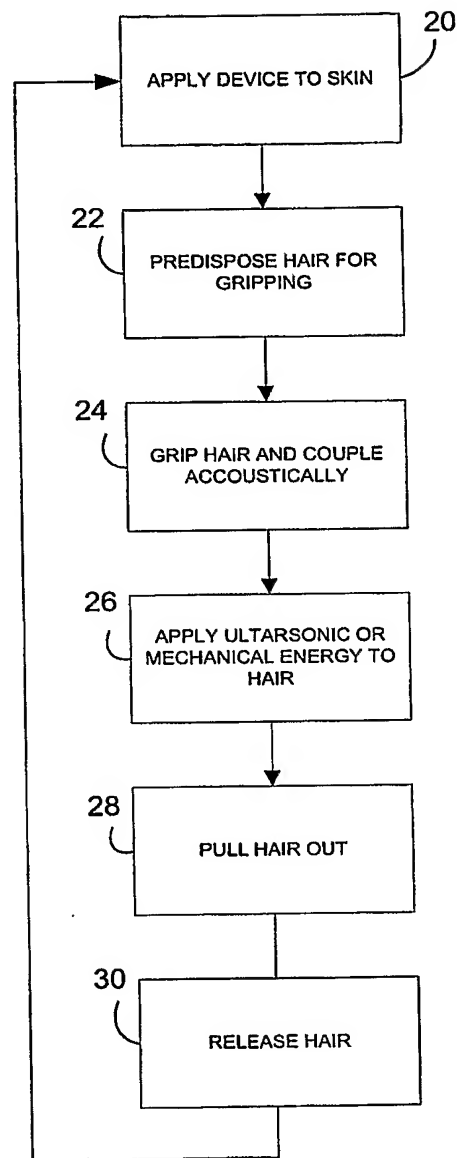 20
APPLY DEVICE TO SKIN
22
PREDISPOSE HAIR FOR
GRIPPING
24
GRIP HAIR AND COUPLE
ACCOUSTICALLY
26
APPLY ULTARSONIC OR
MECHANICAL ENERGY TO
HAIR
28
PULL HAIR OUT
30
RELEASE HAIR